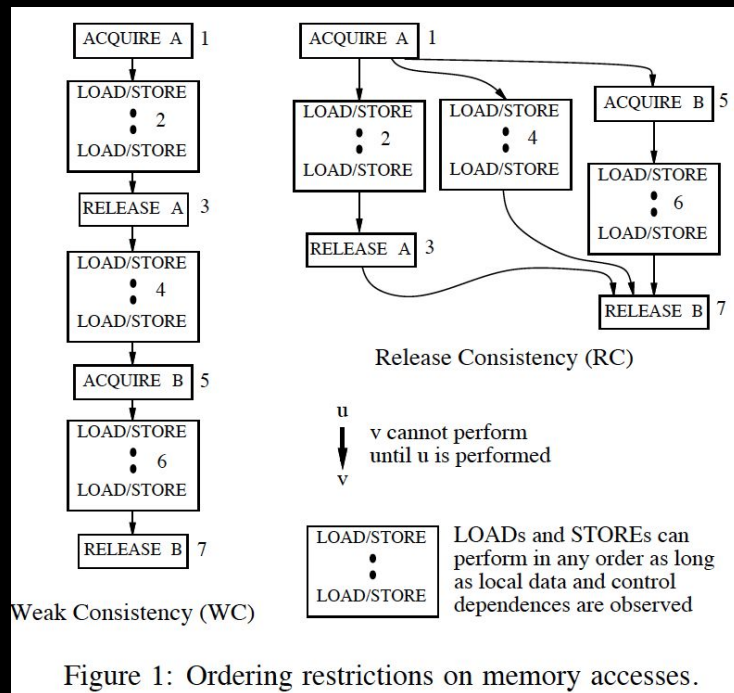 ACQUIRE A 1
LOAD/STORE
2
LOAD/STORE
RELEASE A 3
LOAD/STORE
4
LOAD/STORE
ACQUIRE B 5
LOAD/STORE
6
LOAD/STORE
RELEASE B 7
Weak Consistency (WC)
ACQUIRE A 1
LOAD/STORE
2
LOAD/STORE
RELEASE A 3
LOAD/STORE
4
LOAD/STORE
ACQUIRE B 5
LOAD/STORE
6
LOAD/STORE
RELEASE B 7
Release Consistency (RC)
u
v cannot perform
until u is performed
v
LOAD/STORE
LOAD/STORE
LOADs and STOREs can
perform in any order as long
as local data and control
dependences are observed
Figure 1: Ordering restrictions on memory accesses.